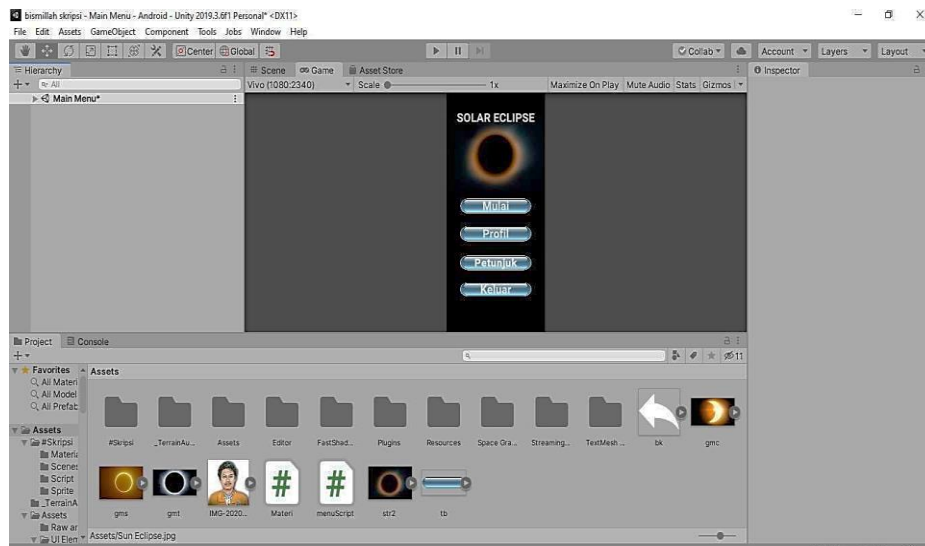 bismillah skripsi - Main Menu - Android - Unity 2019.3.6f1 Personal* <DX11>
File Edit Assets GameObject Component Tools Jobs Window Help
Center Global Collab Account Layers Layout
Hierarchy Scene Game Asset Store Inspector
All Vivo (1080:2340) Scale 1x Maximize On Play Mute Audio Stats Gizmos
Main Menu*
SOLAR ECLIPSE
Mulai
Profil
Petunjuk
Keluar
Project Console
11
Favorites Assets
All Materi
All Model
All Prefab
Assets
#Skripsi _TerrainAu... Assets Editor FastShad... Plugins Resources Space Gra... Streaming... TextMesh ... bk gmc
#Skripsi
Materia
Scenes
Script
Sprite
_TerrainA
gms gmt IMG-2020... Materi menuScript str2 tb
Assets
Raw ar
UI Elem
Assets/Sun Eclipse.jpg